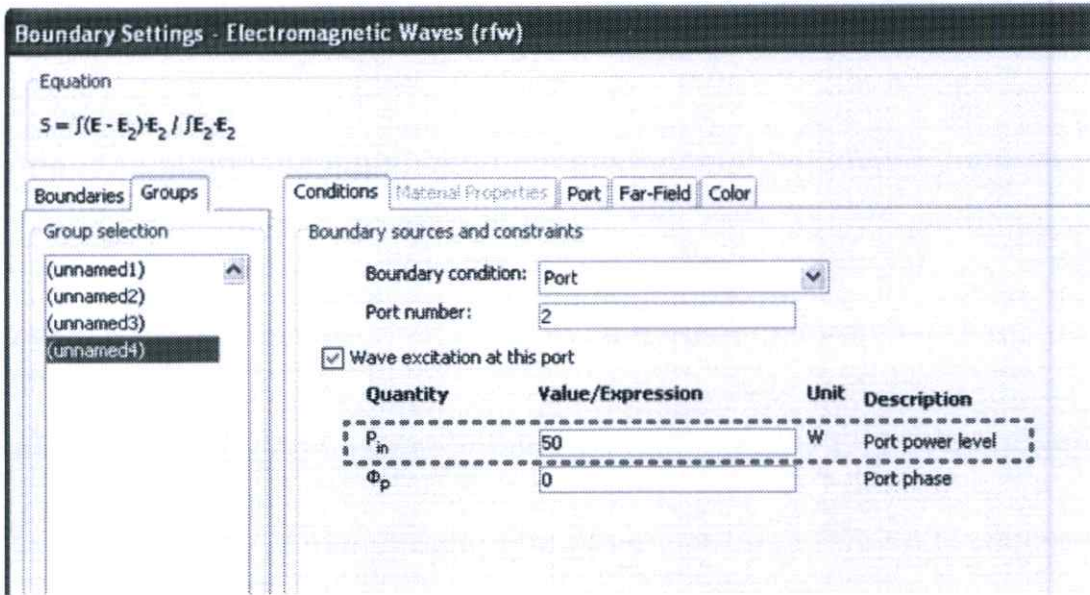 Boundary Settings - Electromagnetic Waves (rfw)
Equation
S = ∫(E - E₂)·E₂ / ∫E₂·E₂
Boundaries Groups
Group selection
(unnamed1)
(unnamed2)
(unnamed3)
(unnamed4)
Conditions Material Properties Port Far-Field Color
Boundary sources and constraints
Boundary condition: Port
Port number: 2
Wave excitation at this port
Quantity Value/Expression Unit Description
P_in 50 W Port power level
Φ_p 0 Port phase